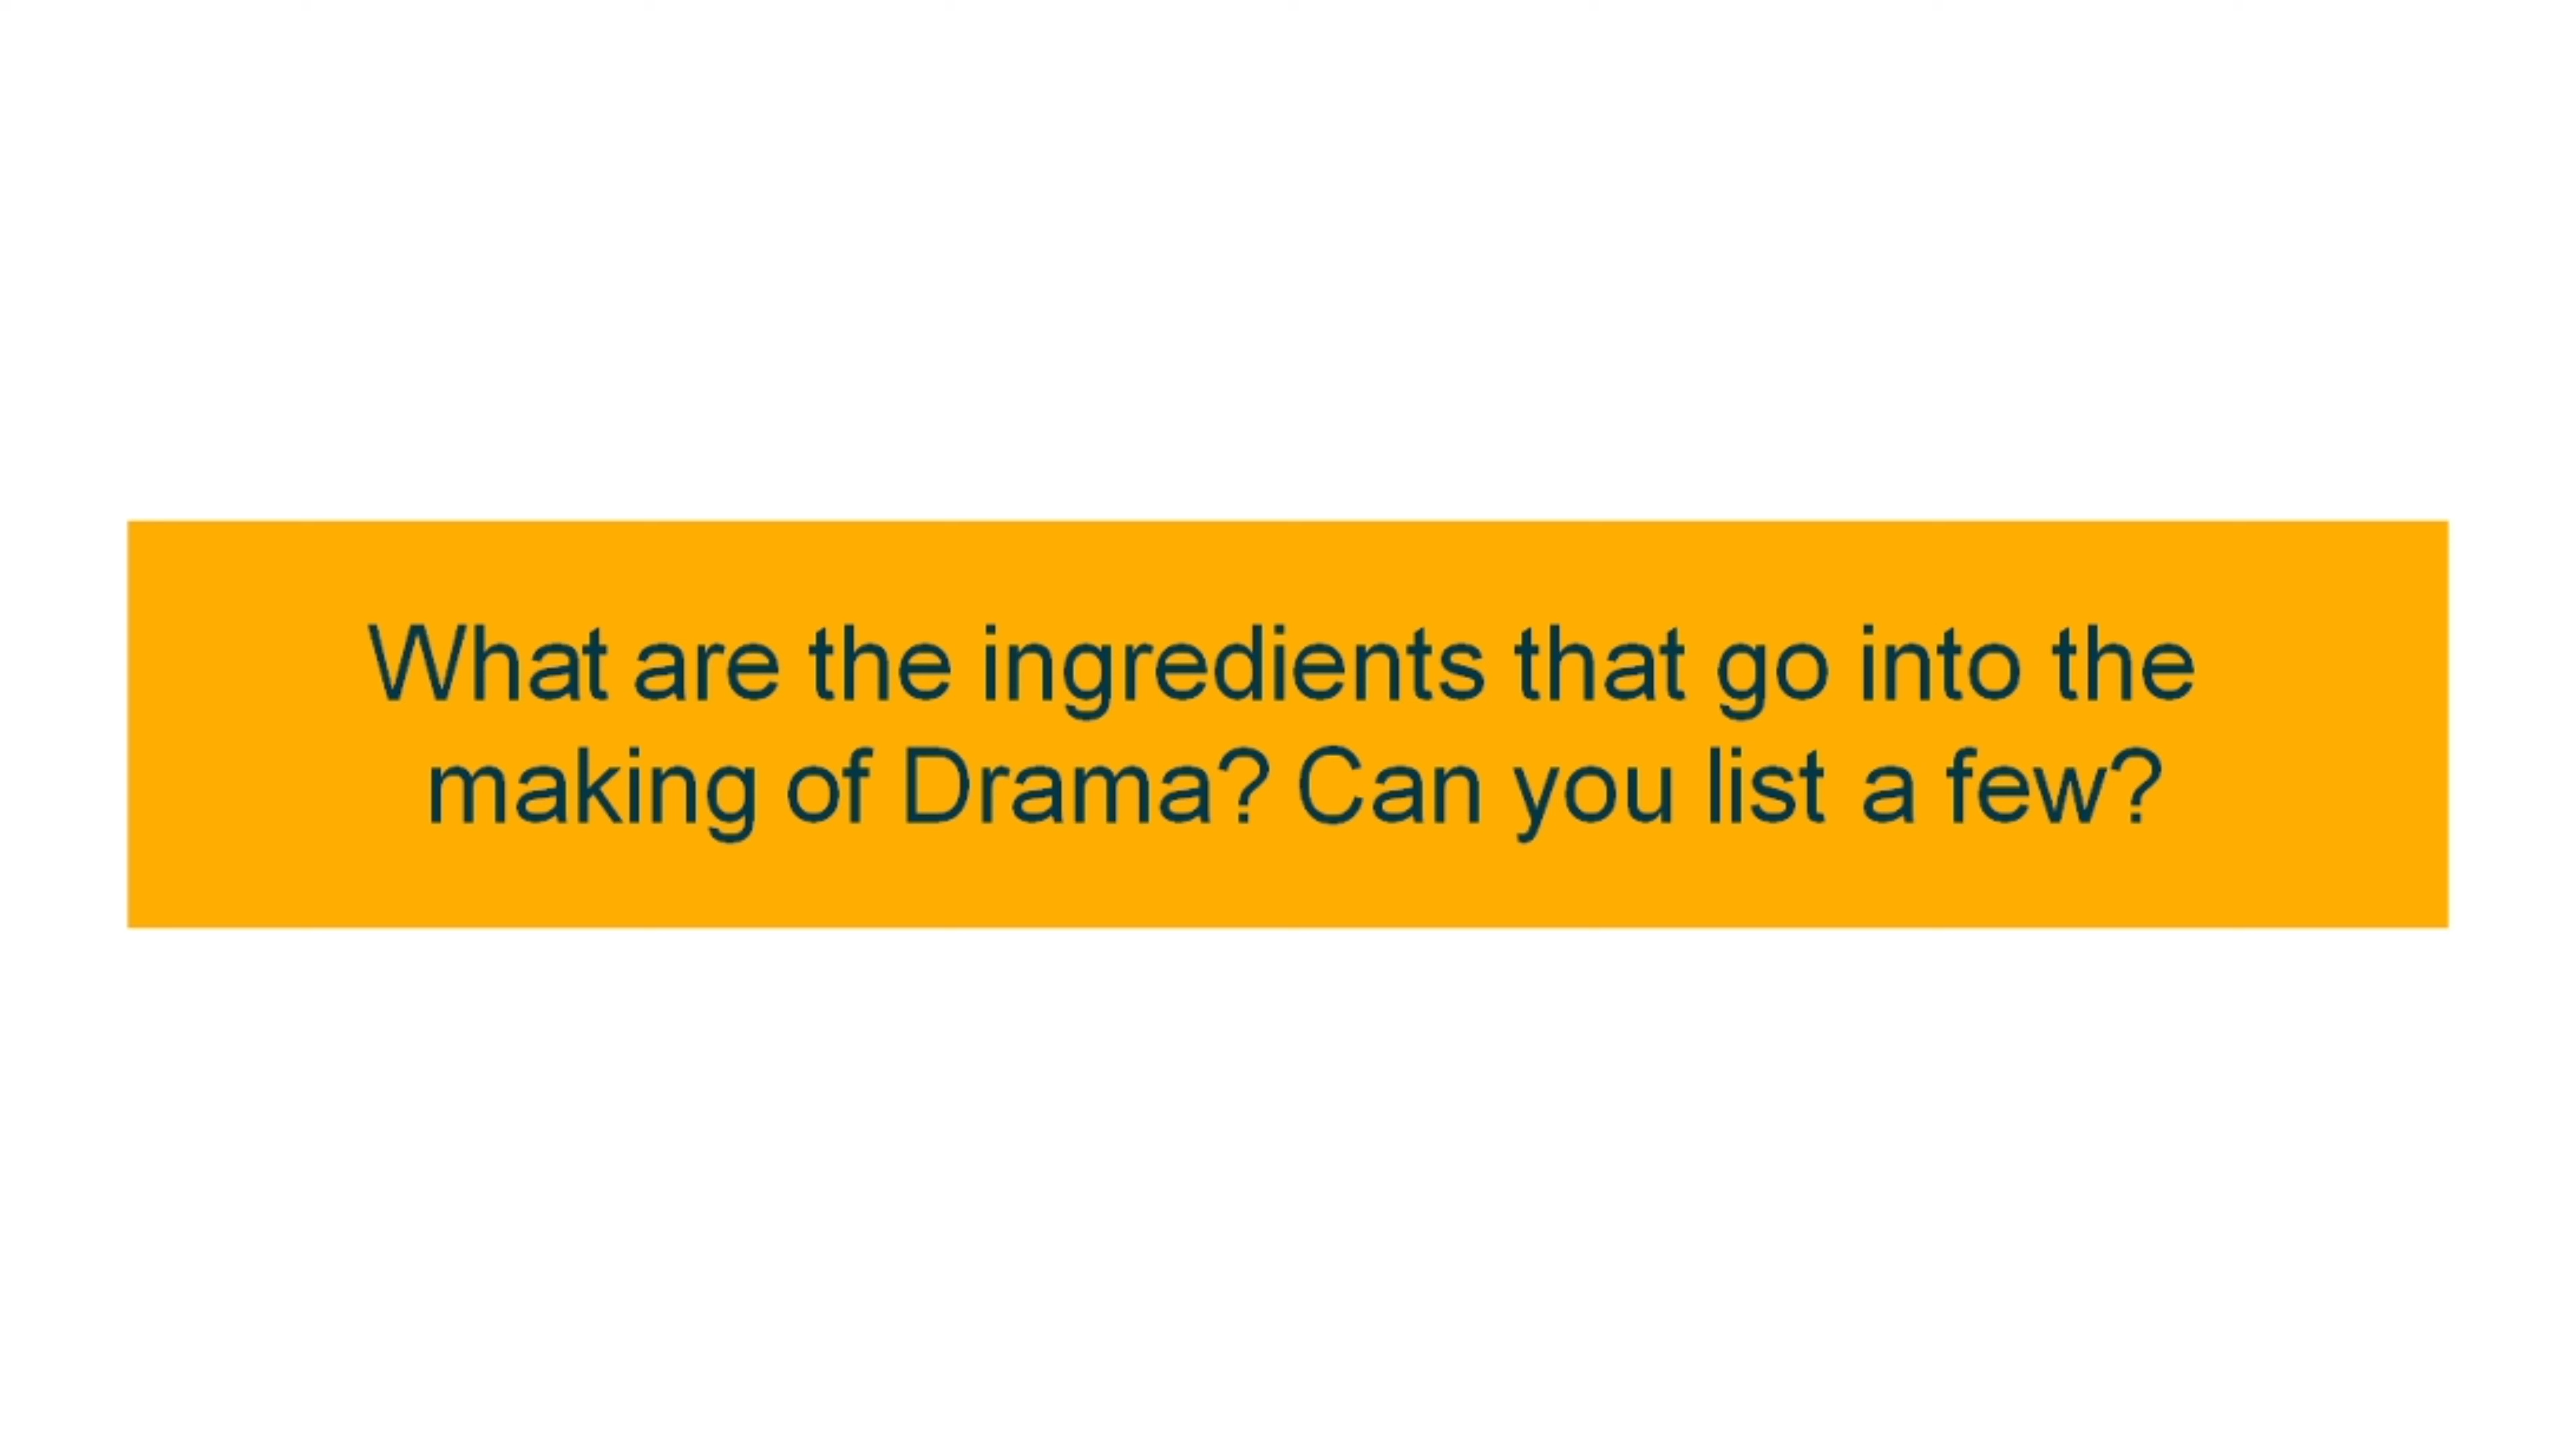 What are the ingredients that go into the
making of Drama? Can you list a few?